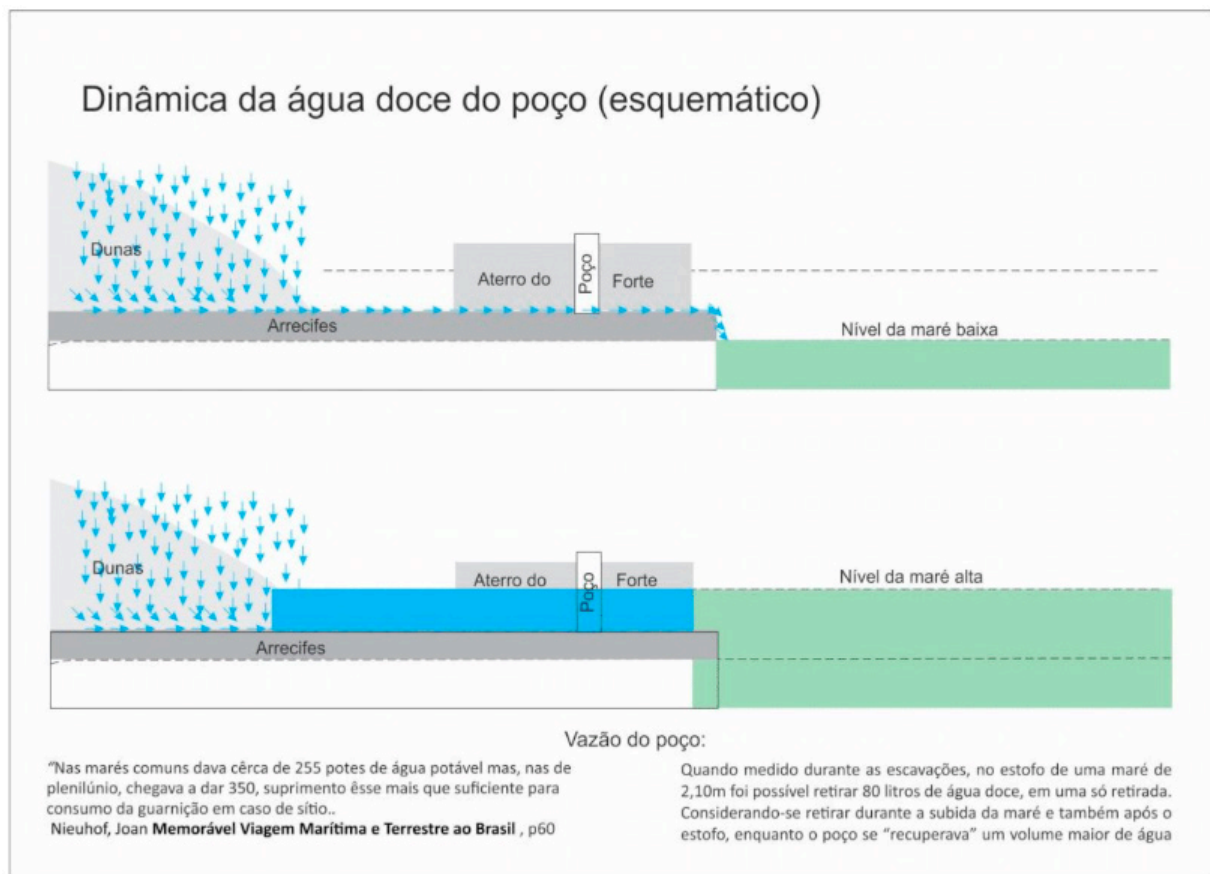 Dinâmica da água doce do poço (esquemático)
Dunas
Aterro do
Poço
Forte
Arrecifes
Nível da maré baixa
Dunas
Aterro do
Poço
Forte
Nível da maré alta
Arrecifes
Vazão do poço:
“Nas marés comuns dava cêrca de 255 potes de água potável mas, nas de
plenilúnio, chegava a dar 350, suprimento êsse mais que suficiente para
consumo da guarnição em caso de sítio..
Nieuhof, Joan Memorável Viagem Marítima e Terrestre ao Brasil , p60
Quando medido durante as escavações, no estofo de uma maré de
2,10m foi possível retirar 80 litros de água doce, em uma só retirada.
Considerando-se retirar durante a subida da maré e também após o
estofo, enquanto o poço se “recuperava” um volume maior de água